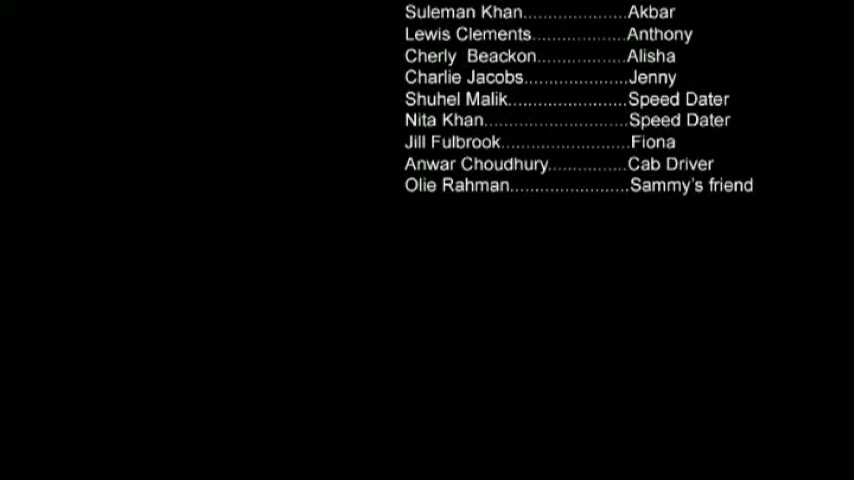 Suleman Khan.....................Akbar
Lewis Clements...................Anthony
Cherly  Beackon..................Alisha
Charlie Jacobs.....................Jenny
Shuhel Malik........................Speed Dater
Nita Khan.............................Speed Dater
Jill Fulbrook..........................Fiona
Anwar Choudhury................Cab Driver
Olie Rahman........................Sammy's friend